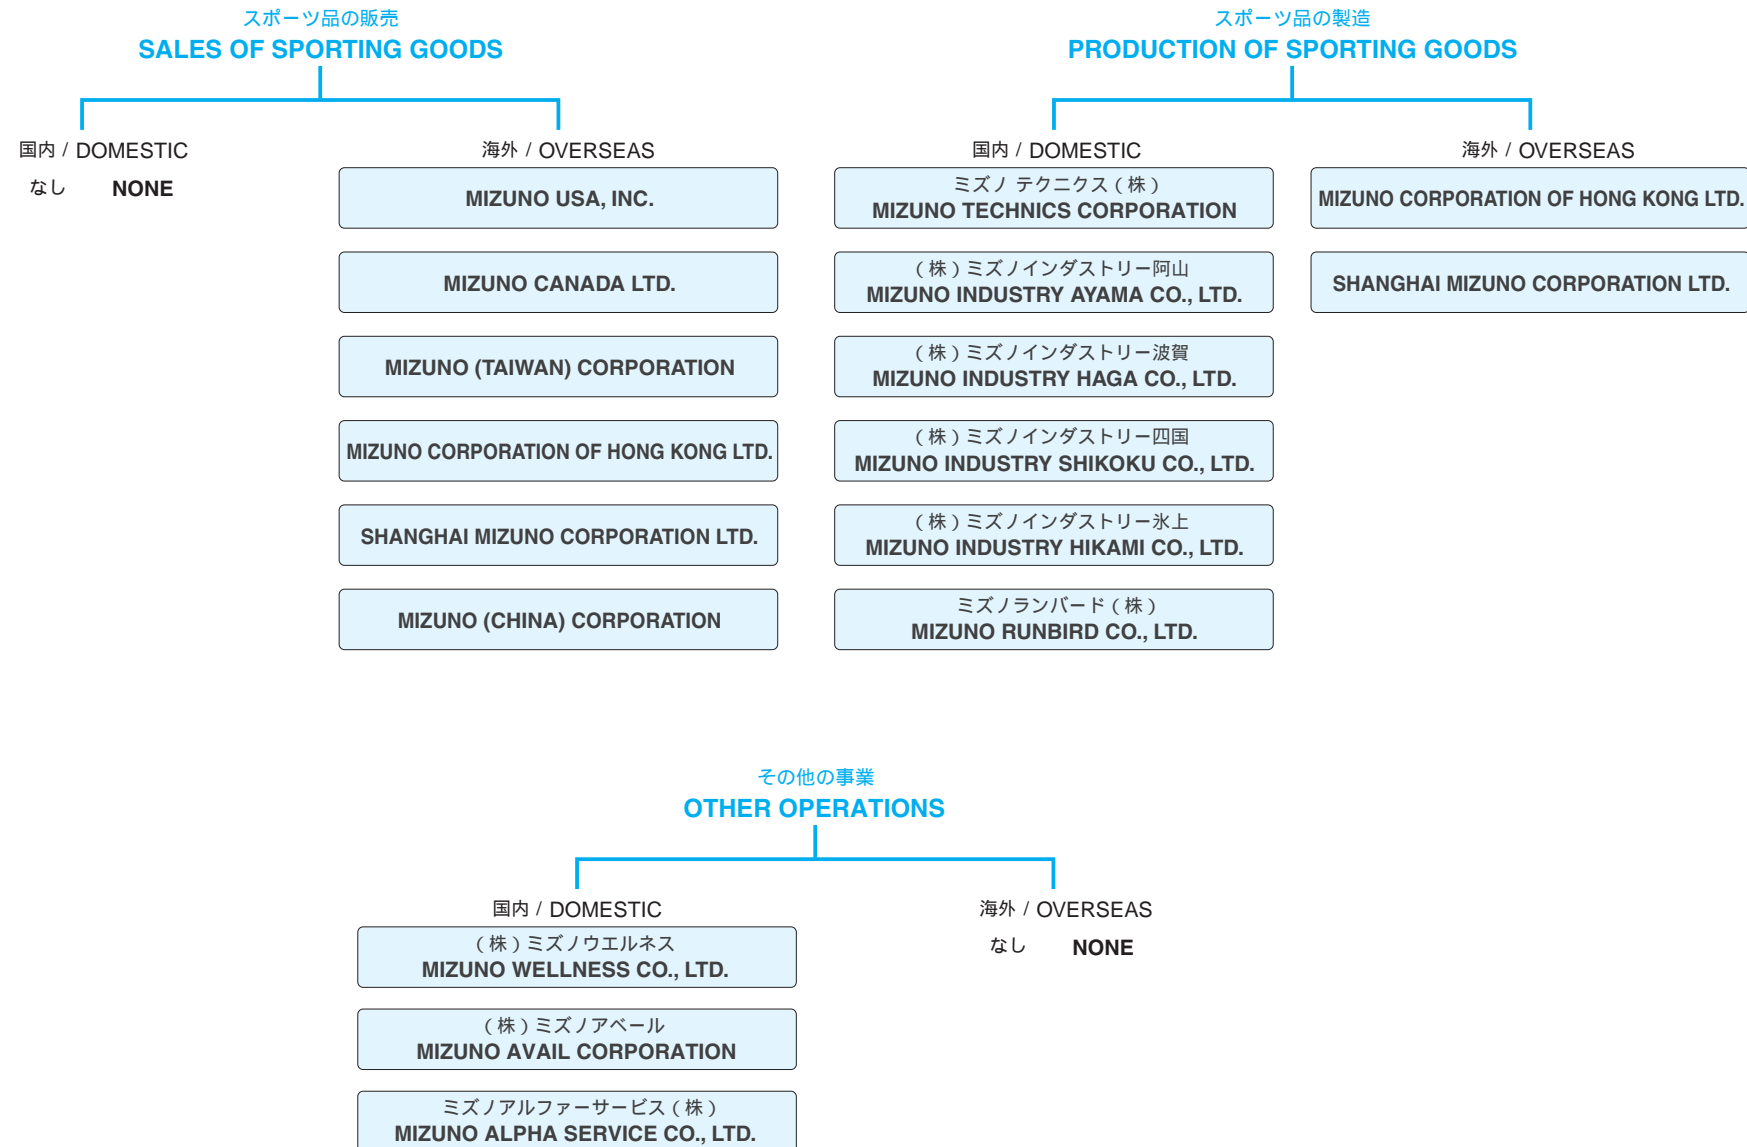 スポーツ品の販売
SALES OF SPORTING GOODS
国内 / DOMESTIC
なし NONE
海外 / OVERSEAS
MIZUNO USA, INC.
MIZUNO CANADA LTD.
MIZUNO (TAIWAN) CORPORATION
MIZUNO CORPORATION OF HONG KONG LTD.
SHANGHAI MIZUNO CORPORATION LTD.
MIZUNO (CHINA) CORPORATION
スポーツ品の製造
PRODUCTION OF SPORTING GOODS
国内 / DOMESTIC
ミズノ テクニクス(株)
MIZUNO TECHNICS CORPORATION
(株)ミズノインダストリー阿山
MIZUNO INDUSTRY AYAMA CO., LTD.
(株)ミズノインダストリー波賀
MIZUNO INDUSTRY HAGA CO., LTD.
(株)ミズノインダストリー四国
MIZUNO INDUSTRY SHIKOKU CO., LTD.
(株)ミズノインダストリー氷上
MIZUNO INDUSTRY HIKAMI CO., LTD.
ミズノランバード(株)
MIZUNO RUNBIRD CO., LTD.
海外 / OVERSEAS
MIZUNO CORPORATION OF HONG KONG LTD.
SHANGHAI MIZUNO CORPORATION LTD.
その他の事業
OTHER OPERATIONS
国内 / DOMESTIC
(株)ミズノウエルネス
MIZUNO WELLNESS CO., LTD.
(株)ミズノアベール
MIZUNO AVAIL CORPORATION
ミズノアルファーサービス(株)
MIZUNO ALPHA SERVICE CO., LTD.
海外 / OVERSEAS
なし NONE